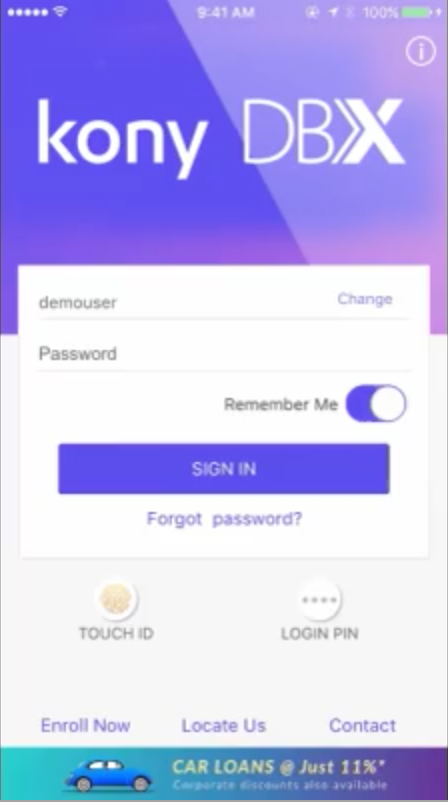 9:41 AM 100%
kony DBX
demouser Change
Password
Remember Me
SIGN IN
Forgot password?
TOUCH ID LOGIN PIN
Enroll Now Locate Us Contact
CAR LOANS @ Just 11%*
Corporate discounts also available